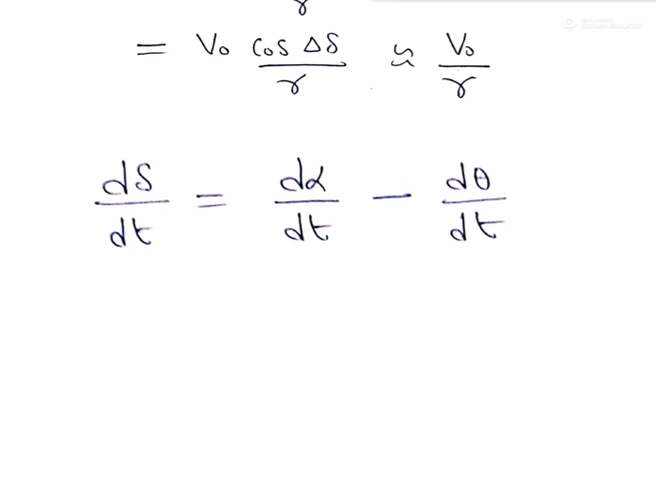 r
= V₀ cos Δδ / r ≈ V₀ / r
dδ/dt = dα/dt − dθ/dt